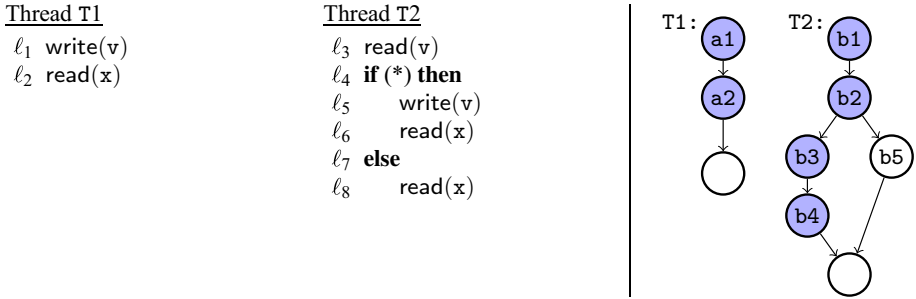 Thread T1
ℓ1 write(v)
ℓ2 read(x)
Thread T2
ℓ3 read(v)
ℓ4 if (*) then
ℓ5 write(v)
ℓ6 read(x)
ℓ7 else
ℓ8 read(x)
T1:
a1
a2
T2:
b1
b2
b3
b5
b4